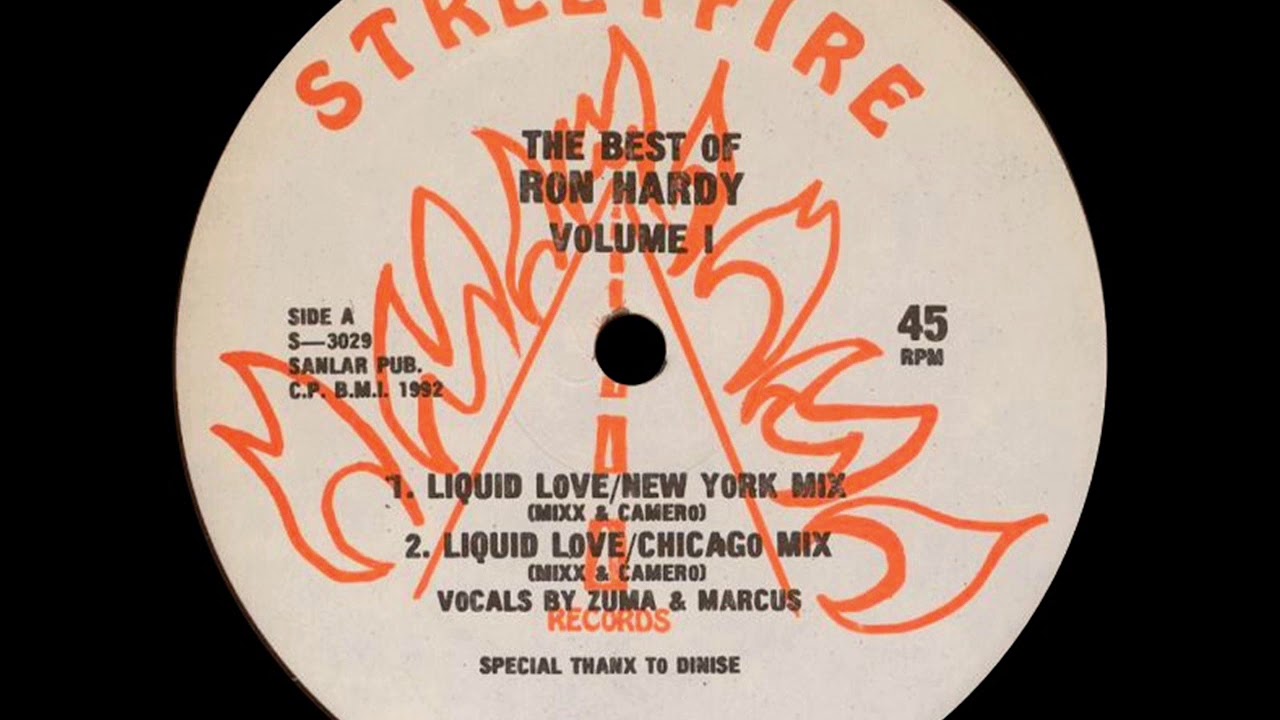 STREETFIRE
THE BEST OF
RON HARDY
VOLUME I
SIDE A
S—3029
SANLAR PUB.
C.P. B.M.I. 1992
45
RPM
1. LIQUID LOVE/NEW YORK MIX
(MIXX & CAMERO)
2. LIQUID LOVE/CHICAGO MIX
(MIXX & CAMERO)
VOCALS BY ZUMA & MARCUS
RECORDS
SPECIAL THANX TO DINISE